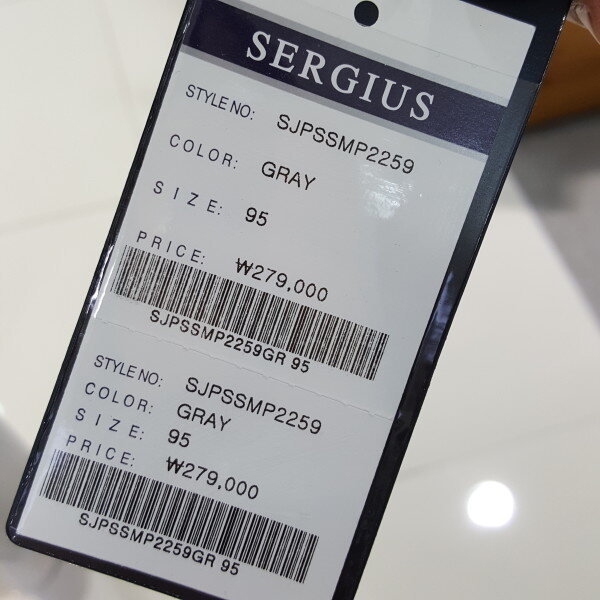 SERGIUS
STYLE NO: SJPSSMP2259
COLOR: GRAY
SIZE: 95
PRICE: ₩279,000
SJPSSMP2259GR 95
STYLE NO: SJPSSMP2259
COLOR: GRAY
SIZE: 95
PRICE: ₩279,000
SJPSSMP2259GR 95